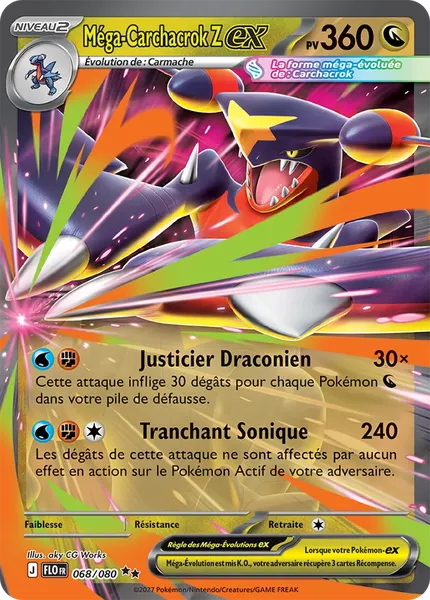 NIVEAU 2
Méga-Carchacrok Z ex
PV 360
Évolution de : Carmache
La forme méga-évoluée
de : Carchacrok
Justicier Draconien 30×
Cette attaque inflige 30 dégâts pour chaque Pokémon
dans votre pile de défausse.
Tranchant Sonique 240
Les dégâts de cette attaque ne sont affectés par aucun
effet en action sur le Pokémon Actif de votre adversaire.
Faiblesse Résistance Retraite
Illus. aky CG Works
Règle des Méga-Évolutions ex
Lorsque votre Pokémon-ex
Méga-Évolution est mis K.O., votre adversaire récupère 3 cartes Récompense.
J FLO FR 068/080
©2027 Pokémon/Nintendo/Creatures/GAME FREAK